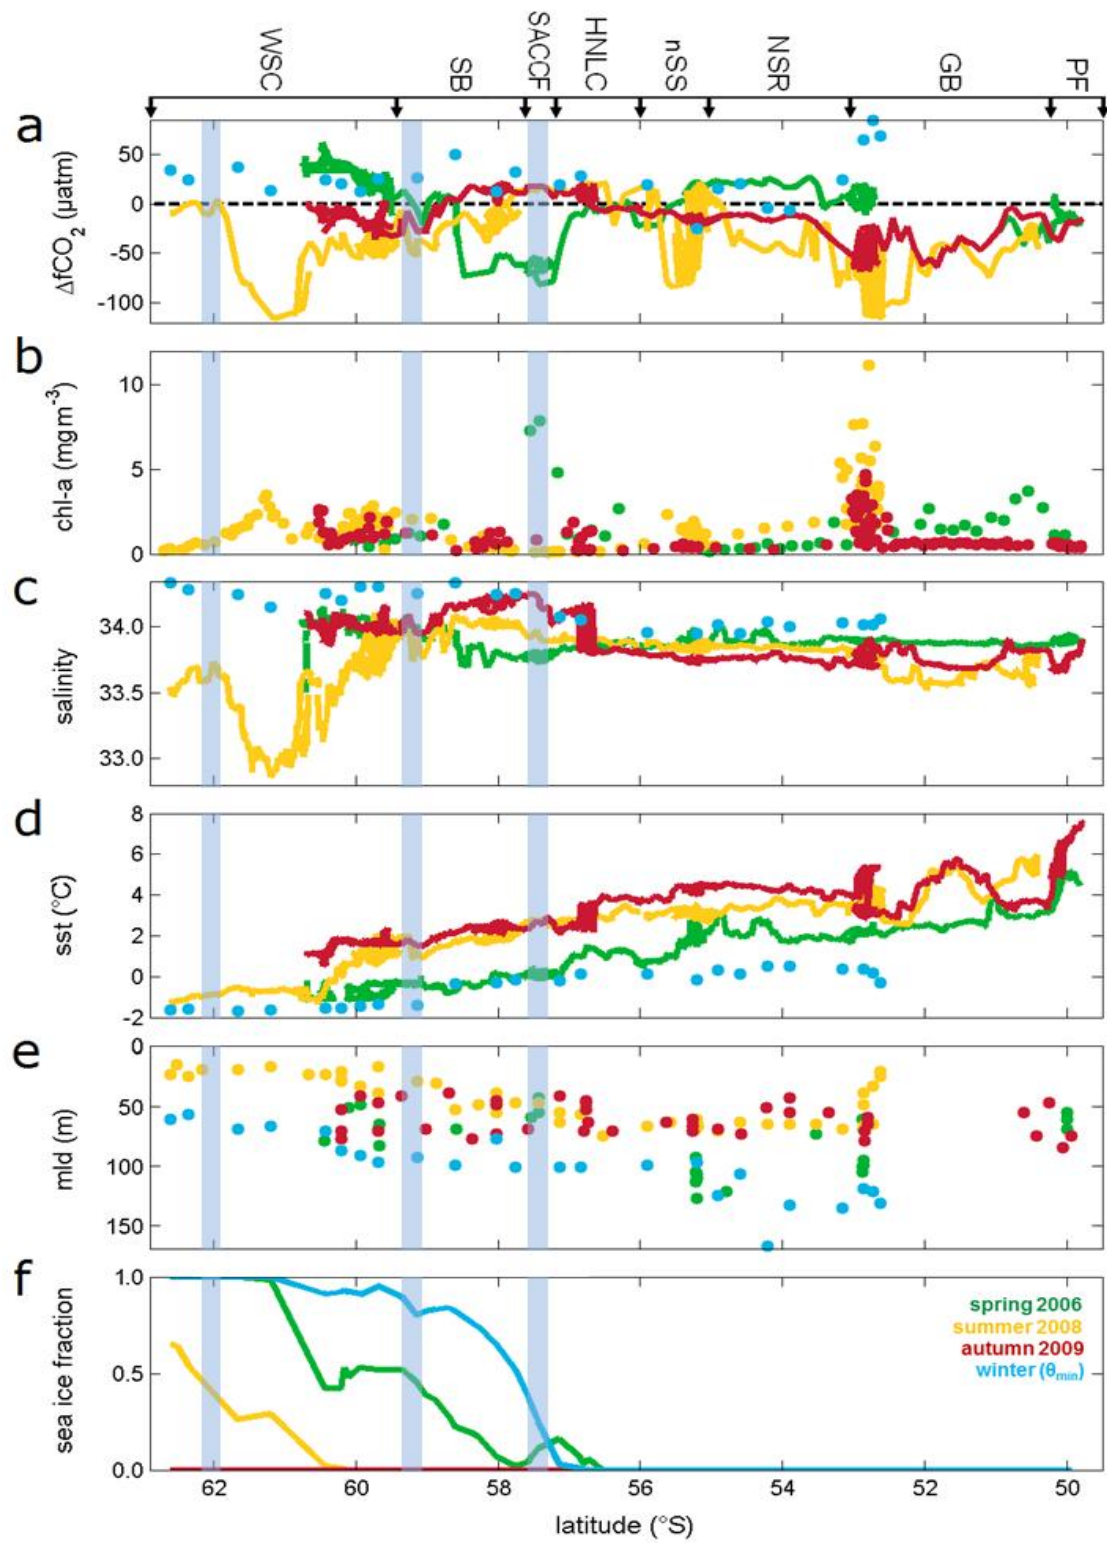 WSC SB SACCF HNLC nSS NSR GB PF
a
50
0
-50
-100
ΔfCO2 (µatm)
b
10
5
0
chl-a (mg m-3)
c
34.0
33.5
33.0
salinity
d
8
6
4
2
0
-2
sst (°C)
e
0
50
100
150
mld (m)
f
1.0
0.5
0.0
sea ice fraction
spring 2006
summer 2008
autumn 2009
winter (θmin)
62 60 58 56 54 52 50
latitude (°S)